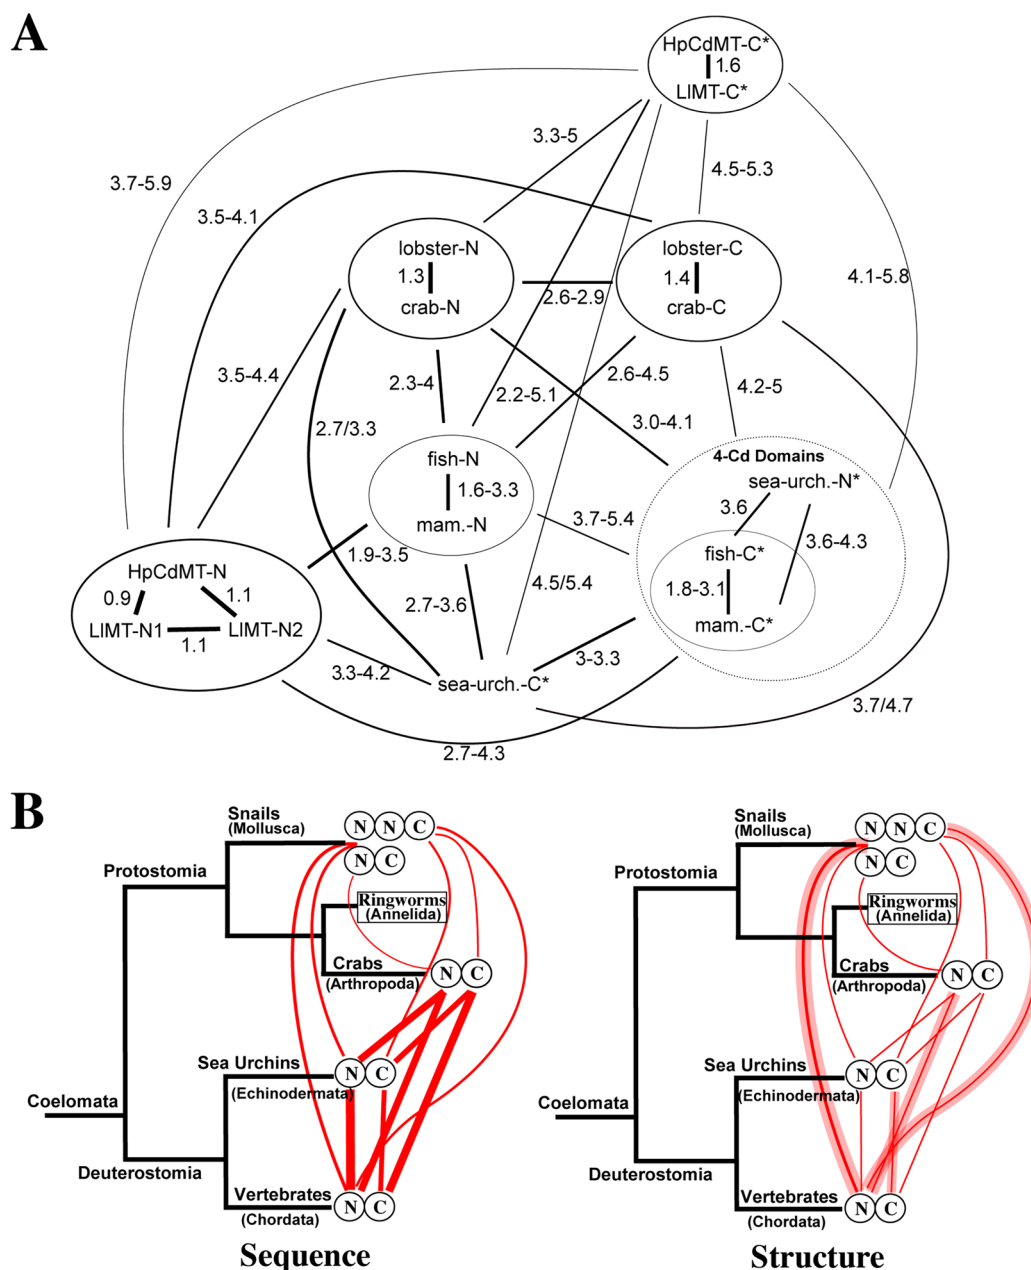 A
HpCdMT-C*
1.6
LlMT-C*
3.3-5
4.5-5.3
3.7-5.9
3.5-4.1
lobster-N
1.3
crab-N
lobster-C
1.4
crab-C
4.1-5.8
2.6-2.9
3.5-4.4
2.3-4
2.2-5.1
2.6-4.5
4.2-5
2.7/3.3
3.0-4.1
fish-N
1.6-3.3
mam.-N
4-Cd Domains
sea-urch.-N*
3.6
3.7-5.4
3.6-4.3
1.9-3.5
fish-C*
1.8-3.1
mam.-C*
HpCdMT-N
0.9
1.1
LlMT-N1
LlMT-N2
1.1
2.7-3.6
4.5/5.4
3.3-4.2
3-3.3
sea-urch.-C*
3.7/4.7
2.7-4.3
B
Snails
(Mollusca)
N N C
N C
Protostomia
Ringworms
(Annelida)
Crabs
(Arthropoda)
N C
Sea Urchins
(Echinodermata)
N C
Coelomata
Deuterostomia
Vertebrates
(Chordata)
N C
Sequence
Snails
(Mollusca)
N N C
N C
Protostomia
Ringworms
(Annelida)
Crabs
(Arthropoda)
N C
Sea Urchins
(Echinodermata)
N C
Coelomata
Deuterostomia
Vertebrates
(Chordata)
N C
Structure